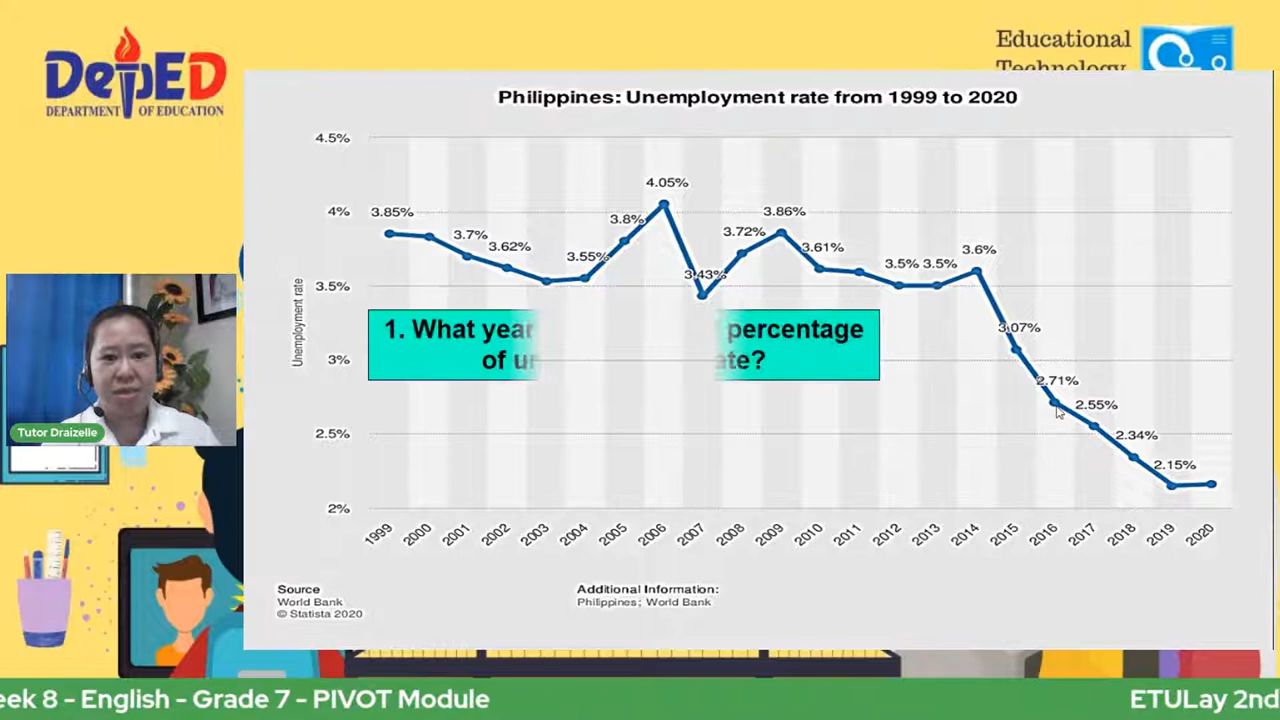 DepED
DEPARTMENT OF EDUCATION
Educational
Technology
Philippines: Unemployment rate from 1999 to 2020
4.5%
4%
3.5%
3%
2.5%
2%
Unemployment rate
3.85%
3.7%
3.62%
3.55%
3.8%
4.05%
3.43%
3.72%
3.86%
3.61%
3.5%
3.5%
3.6%
3.07%
2.71%
2.55%
2.34%
2.15%
1. What year percentage
of ate?
1999 2000 2001 2002 2003 2004 2005 2006 2007 2008 2009 2010 2011 2012 2013 2014 2015 2016 2017 2018 2019 2020
Source
World Bank
© Statista 2020
Additional Information:
Philippines; World Bank
Tutor Draizelle
eek 8 - English - Grade 7 - PIVOT Module
ETULay 2nd